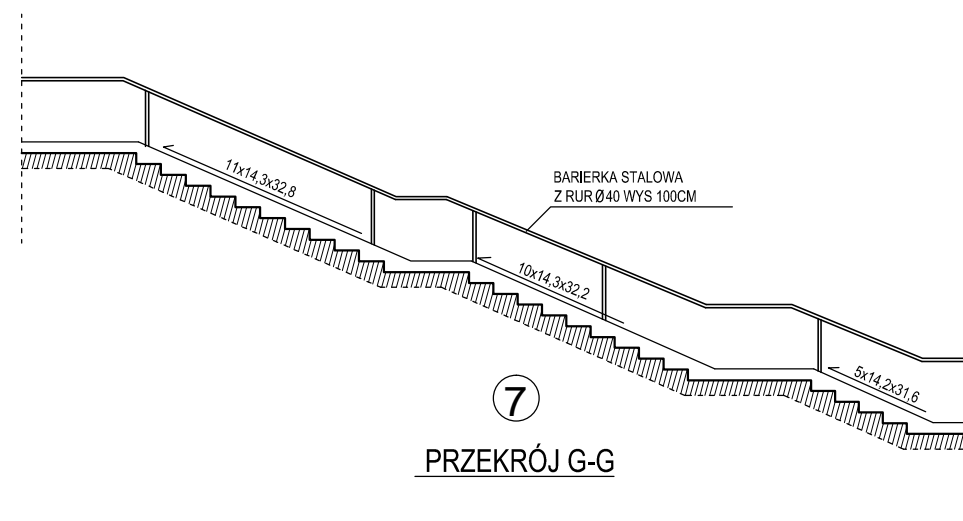 11x14,3x32,8
BARIERKA STALOWA
Z RUR Ø40 WYS 100CM
10x14,3x32,2
5x14,2x31,6
7
PRZEKRÓJ G-G